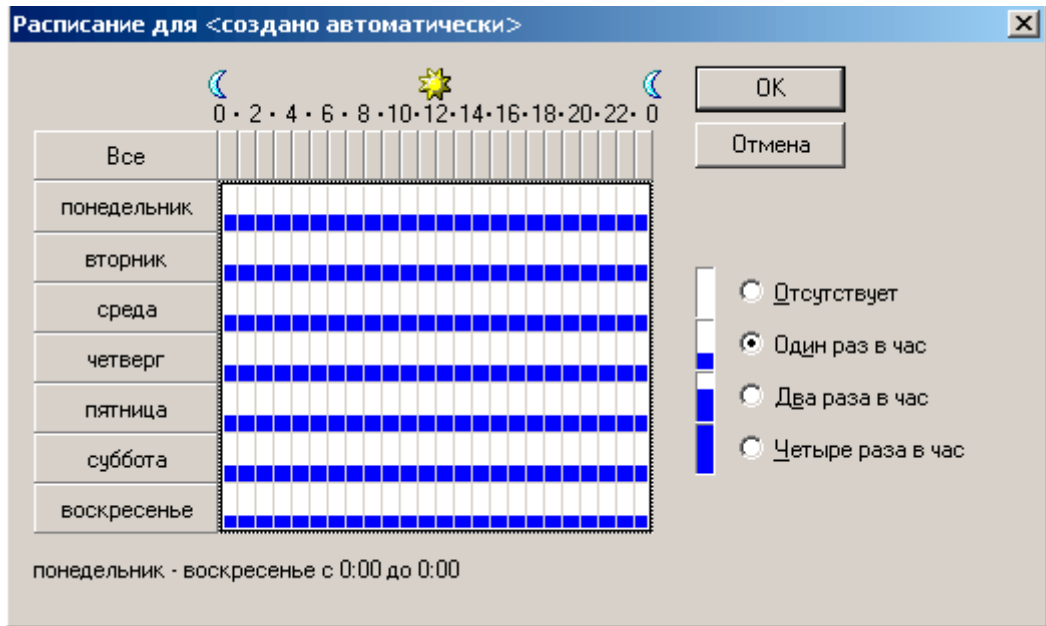 Расписание для <создано автоматически>
0 · 2 · 4 · 6 · 8 ·10·12·14·16·18·20·22· 0
Все
понедельник
вторник
среда
четверг
пятница
суббота
воскресенье
понедельник - воскресенье с 0:00 до 0:00
OK
Отмена
Отсутствует
Один раз в час
Два раза в час
Четыре раза в час